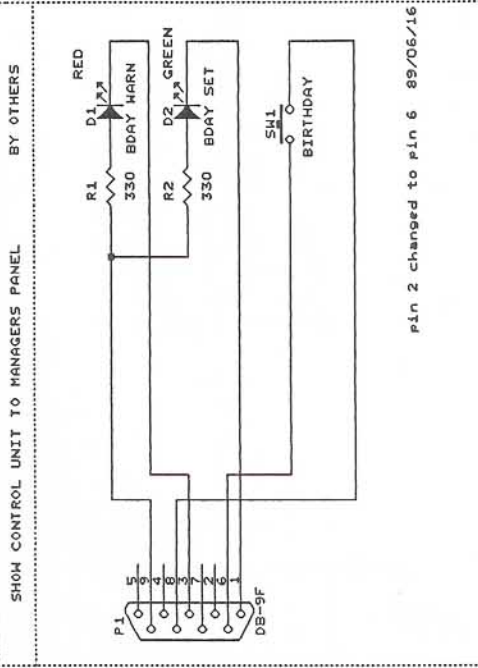 SHOW CONTROL UNIT TO MANAGERS PANEL BY OTHERS
P1
5
9
4
8
3
7
2
6
1
DB-9F
R1
330
D1
RED
BDAY WARN
R2
330
D2
GREEN
BDAY SET
SW1
BIRTHDAY
pin 2 changed to pin 6 89/06/16